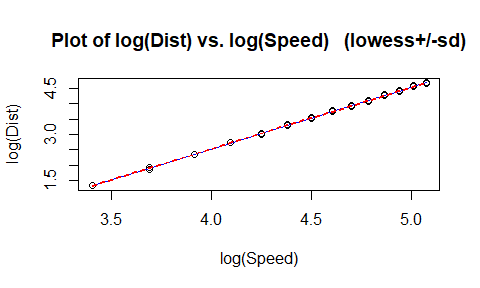 Plot of log(Dist) vs. log(Speed) (lowess+/-sd)
log(Dist)
4.5
3.0
1.5
3.5 4.0 4.5 5.0
log(Speed)